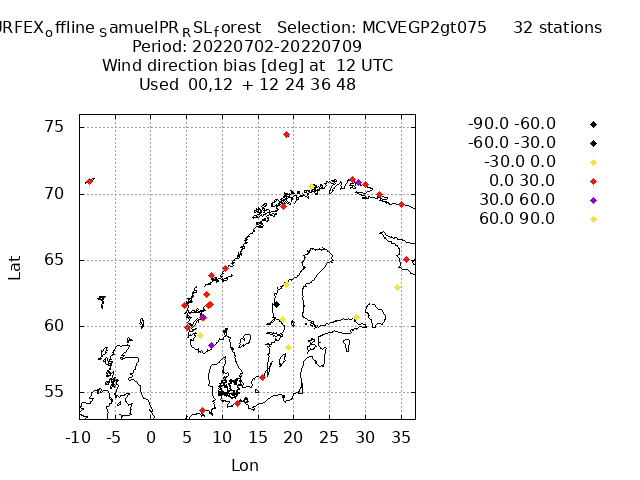 URFEXoffline SamuelPRRSLforest Selection: MCVEGP2gt075 32 stations
Period: 20220702-20220709
Wind direction bias [deg] at 12 UTC
Used 00,12 + 12 24 36 48
-90.0 -60.0
-60.0 -30.0
-30.0 0.0
0.0 30.0
30.0 60.0
60.0 90.0
75
70
65
60
55
Lat
-10 -5 0 5 10 15 20 25 30 35
Lon